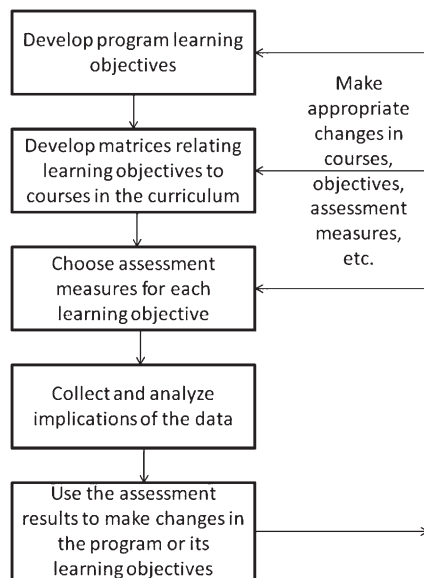 Develop program learning
objectives
Develop matrices relating
learning objectives to
courses in the curriculum
Choose assessment
measures for each
learning objective
Collect and analyze
implications of the data
Use the assessment
results to make changes in
the program or its
learning objectives
Make
appropriate
changes in
courses,
objectives,
assessment
measures,
etc.